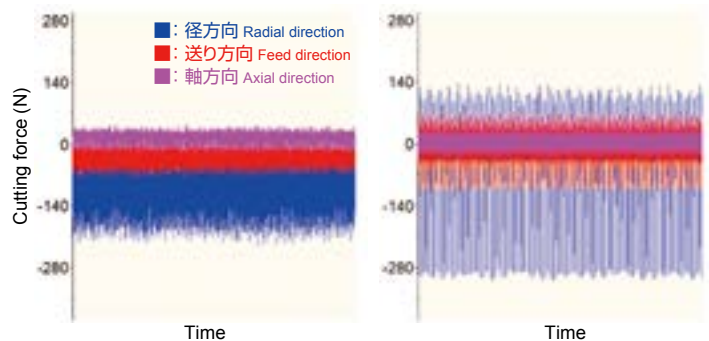 ■：径方向 Radial direction
■：送り方向 Feed direction
■：軸方向 Axial direction
Cutting force (N)
280
140
0
-140
-280
Time
280
140
0
-140
-280
Time